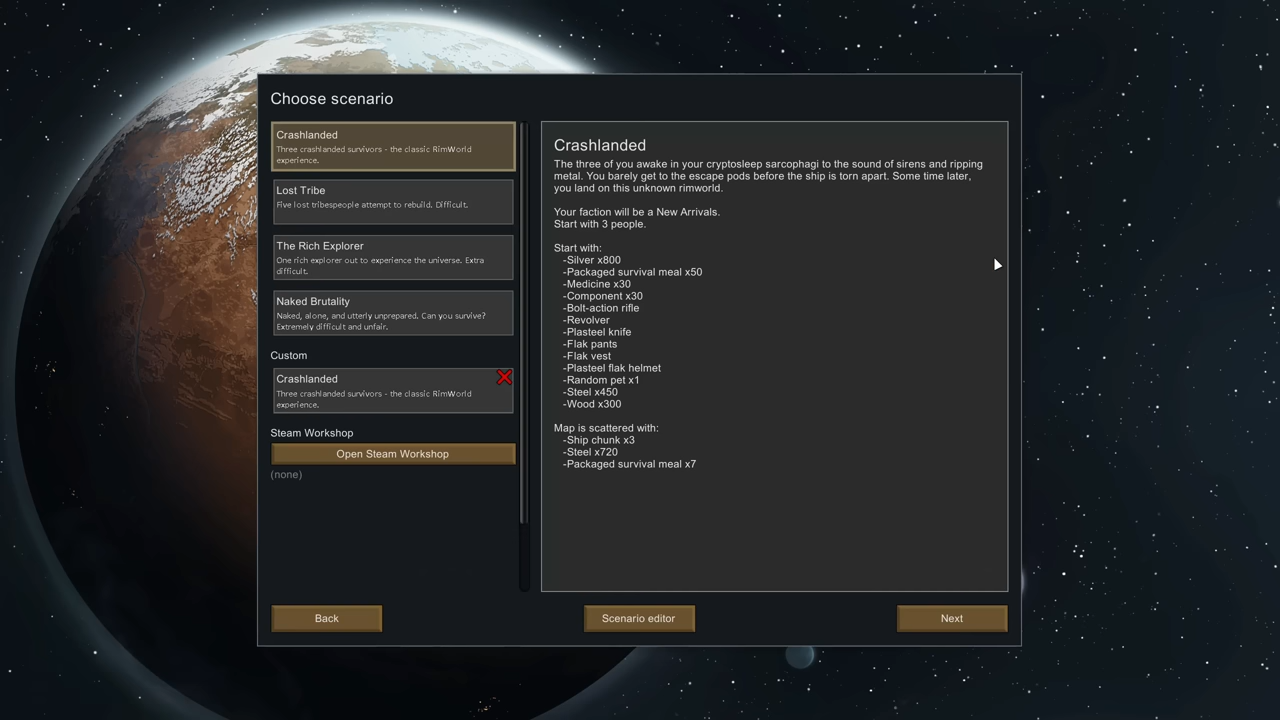 Choose scenario
Crashlanded
Three crashlanded survivors - the classic RimWorld
experience.
Lost Tribe
Five lost tribespeople attempt to rebuild. Difficult.
The Rich Explorer
One rich explorer out to experience the universe. Extra
difficult.
Naked Brutality
Naked, alone, and utterly unprepared. Can you survive?
Extremely difficult and unfair.
Custom
Crashlanded
Three crashlanded survivors - the classic RimWorld
experience.
Steam Workshop
Open Steam Workshop
(none)
Crashlanded
The three of you awake in your cryptosleep sarcophagi to the sound of sirens and ripping
metal. You barely get to the escape pods before the ship is torn apart. Some time later,
you land on this unknown rimworld.
Your faction will be a New Arrivals.
Start with 3 people.
Start with:
-Silver x800
-Packaged survival meal x50
-Medicine x30
-Component x30
-Bolt-action rifle
-Revolver
-Plasteel knife
-Flak pants
-Flak vest
-Plasteel flak helmet
-Random pet x1
-Steel x450
-Wood x300
Map is scattered with:
-Ship chunk x3
-Steel x720
-Packaged survival meal x7
Back
Scenario editor
Next